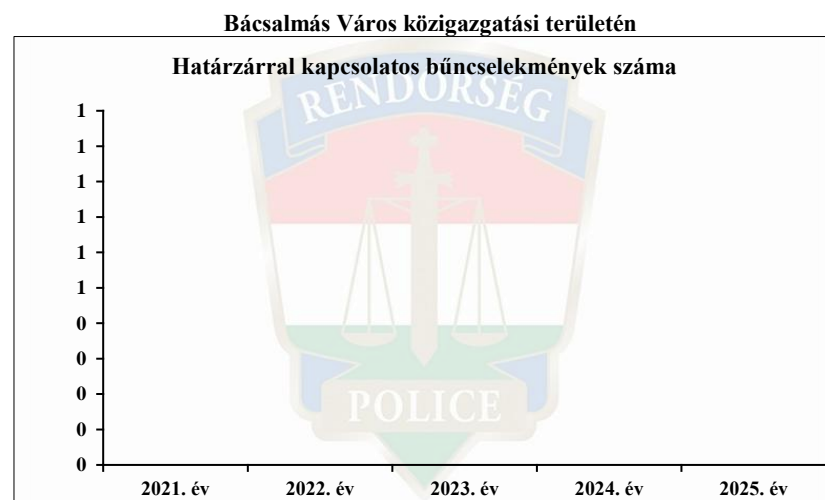 Bácsalmás Város közigazgatási területén
Határzárral kapcsolatos bűncselekmények száma
RENDŐRSÉG
1
1
1
1
1
1
0
0
0
0
0
POLICE
2021. év 2022. év 2023. év 2024. év 2025. év